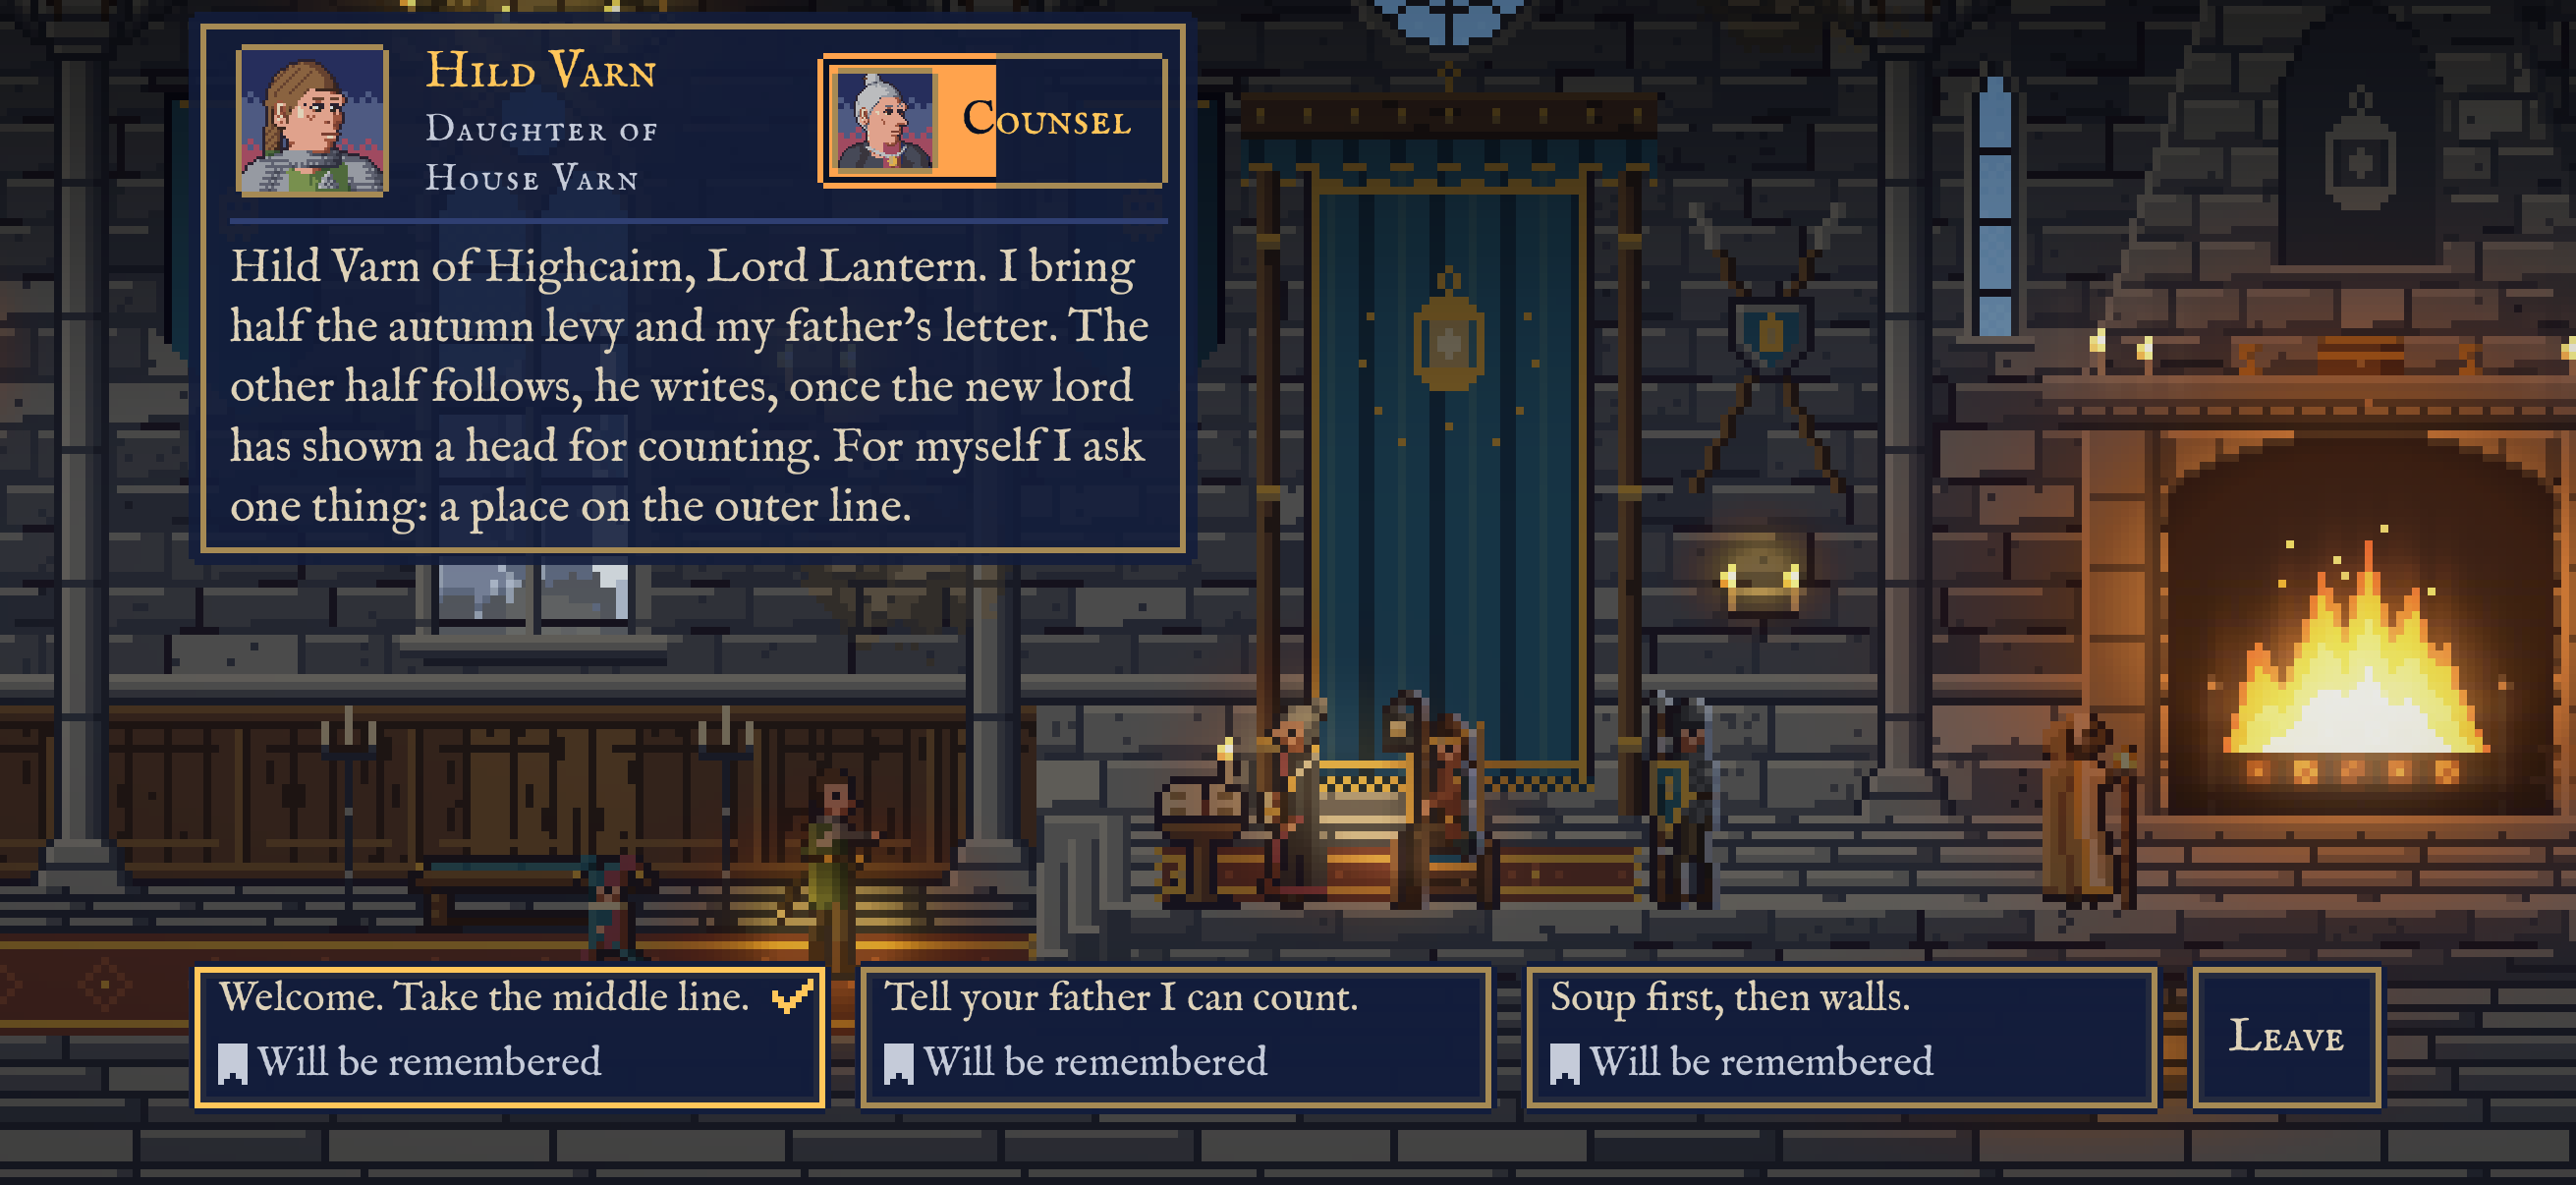 Hild Varn
Daughter of
House Varn
Counsel
Hild Varn of Highcairn, Lord Lantern. I bring
half the autumn levy and my father’s letter. The
other half follows, he writes, once the new lord
has shown a head for counting. For myself I ask
one thing: a place on the outer line.
Welcome. Take the middle line.
Will be remembered
Tell your father I can count.
Will be remembered
Soup first, then walls.
Will be remembered
Leave